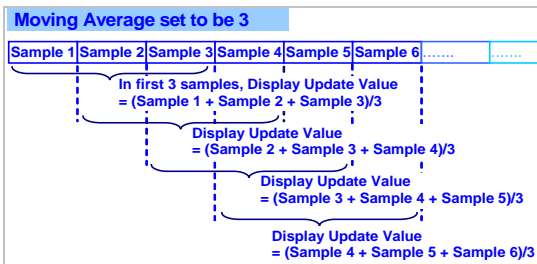 Moving Average set to be 3
Sample 1 Sample 2 Sample 3 Sample 4 Sample 5 Sample 6 ....... .......
In first 3 samples, Display Update Value
= (Sample 1 + Sample 2 + Sample 3)/3
Display Update Value
= (Sample 2 + Sample 3 + Sample 4)/3
Display Update Value
= (Sample 3 + Sample 4 + Sample 5)/3
Display Update Value
= (Sample 4 + Sample 5 + Sample 6)/3